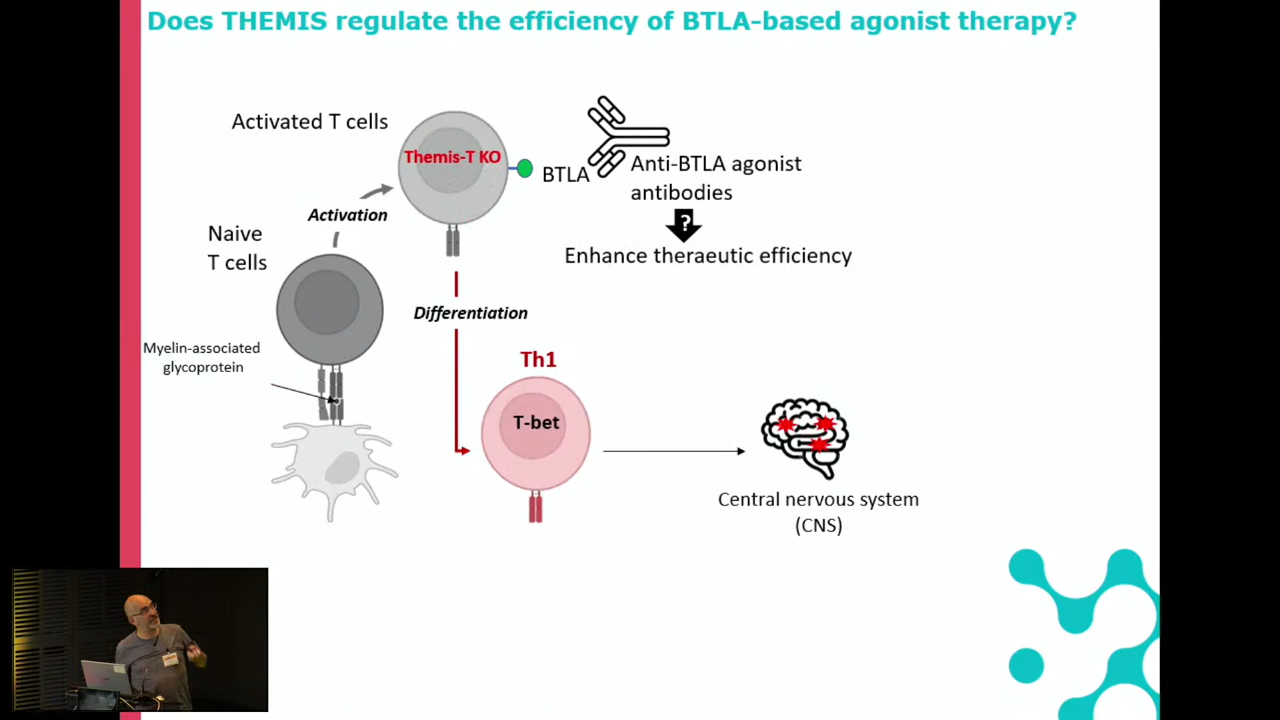 Does THEMIS regulate the efficiency of BTLA-based agonist therapy?
Activated T cells
Themis-T KO
BTLA
Anti-BTLA agonist
antibodies
?
Enhance theraeutic efficiency
Activation
Naive
T cells
Differentiation
Myelin-associated
glycoprotein
Th1
T-bet
Central nervous system
(CNS)